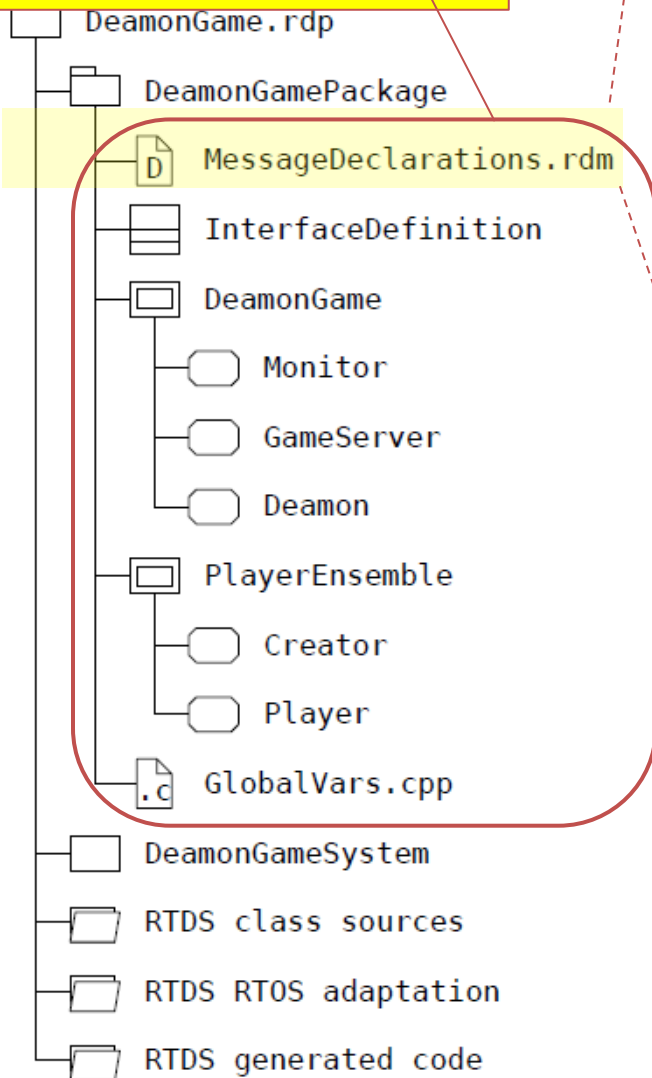 DeamonGame.rdp
DeamonGamePackage
D MessageDeclarations.rdm
InterfaceDefinition
DeamonGame
Monitor
GameServer
Deamon
PlayerEnsemble
Creator
Player
.c GlobalVars.cpp
DeamonGameSystem
RTDS class sources
RTDS RTOS adaptation
RTDS generated code